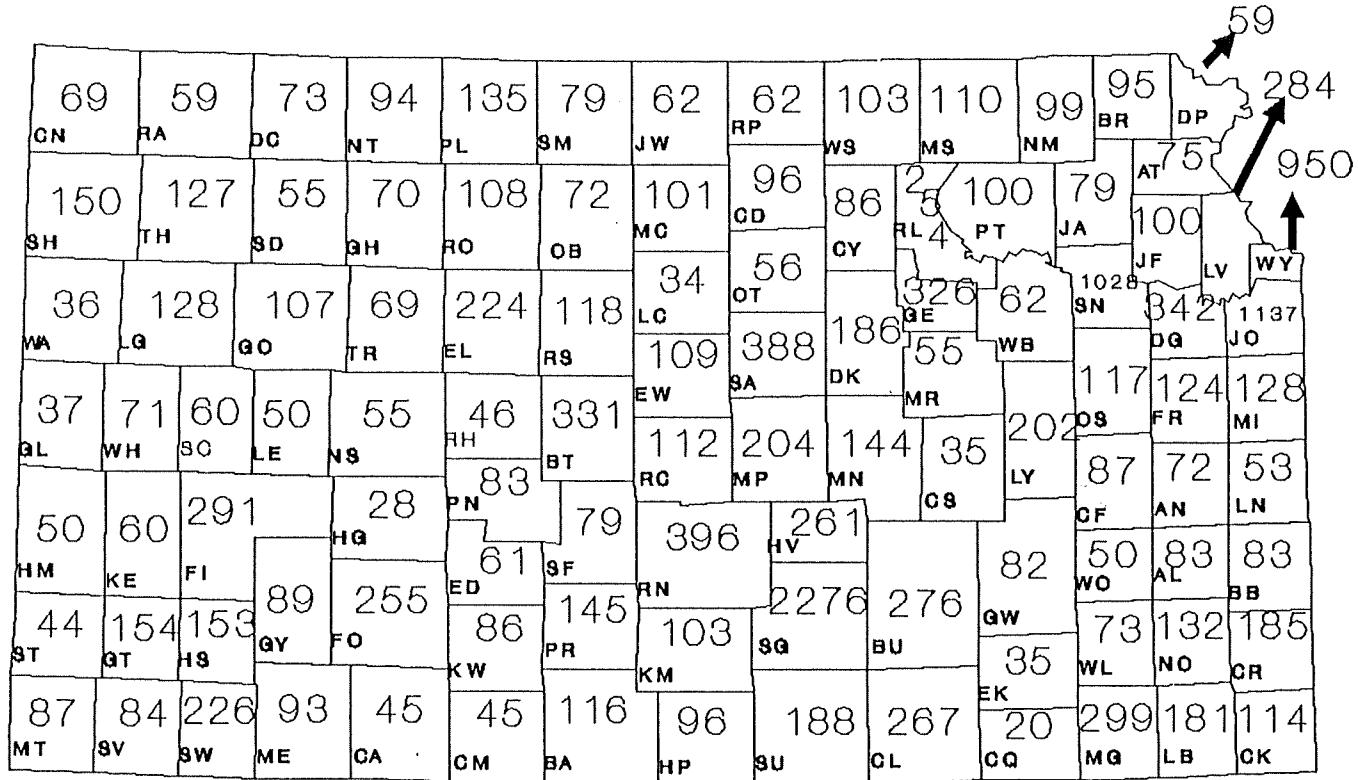 59
284
950
69 59 73 94 135 79 62 62 103 110 99 95
CN RA DC NT PL SM JW RP WS MS NM BR DP
150 127 55 70 108 72 101 96 86 254 100 79 75
SH TH SD GH RO OB MC CD CY RL PT JA AT
100
JF LV WY
36 128 107 69 224 118 34 56 326 62 1028 342 1137
WA LG GO TR EL RS LC OT GE WB SN DG JO
109 388 186 55
EW SA DK MR
37 71 60 50 55 46 331 117 124 128
GL WH SC LE NS RH BT OS FR MI
112 204 144 35 202
RC MP MN CS LY
87 72 53
CF AN LN
50 60 291 28 83 79 396 261
HM KE FI HG PN SF RN HV
61 82 50 83 83
ED GW WO AL BB
44 154 153 89 255 86 145 103 2276 276
ST GT HS GY FO KW PR KM SG BU
35 73 132 185
EK WL NO CR
87 84 226 93 45 45 116 96 188 267 20 299 181 114
MT SV SW ME CA CM BA HP SU CL CQ MG LB CK